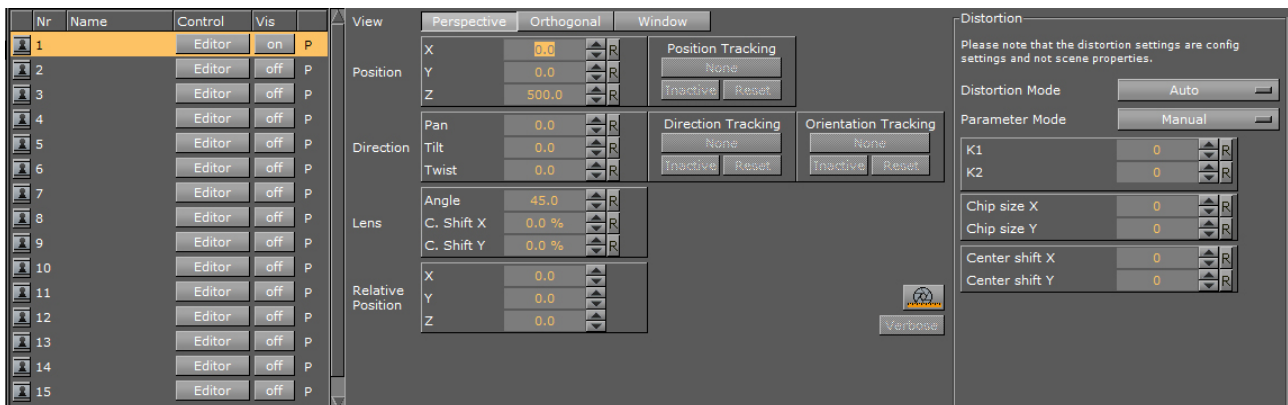 Nr Name Control Vis
1 Editor on P
2 Editor off P
3 Editor off P
4 Editor off P
5 Editor off P
6 Editor off P
7 Editor off P
8 Editor off P
9 Editor off P
10 Editor off P
11 Editor off P
12 Editor off P
13 Editor off P
14 Editor off P
15 Editor off P
View Perspective Orthogonal Window
Position
X 0.0 R
Y 0.0 R
Z 500.0 R
Position Tracking
None
Inactive Reset
Direction
Pan 0.0 R
Tilt 0.0 R
Twist 0.0 R
Direction Tracking
None
Inactive Reset
Orientation Tracking
None
Inactive Reset
Lens
Angle 45.0 R
C. Shift X 0.0 % R
C. Shift Y 0.0 % R
Relative
Position
X 0.0
Y 0.0
Z 0.0
Verbose
Distortion
Please note that the distortion settings are config
settings and not scene properties.
Distortion Mode Auto
Parameter Mode Manual
K1 0 R
K2 0 R
Chip size X 0 R
Chip size Y 0 R
Center shift X 0 R
Center shift Y 0 R